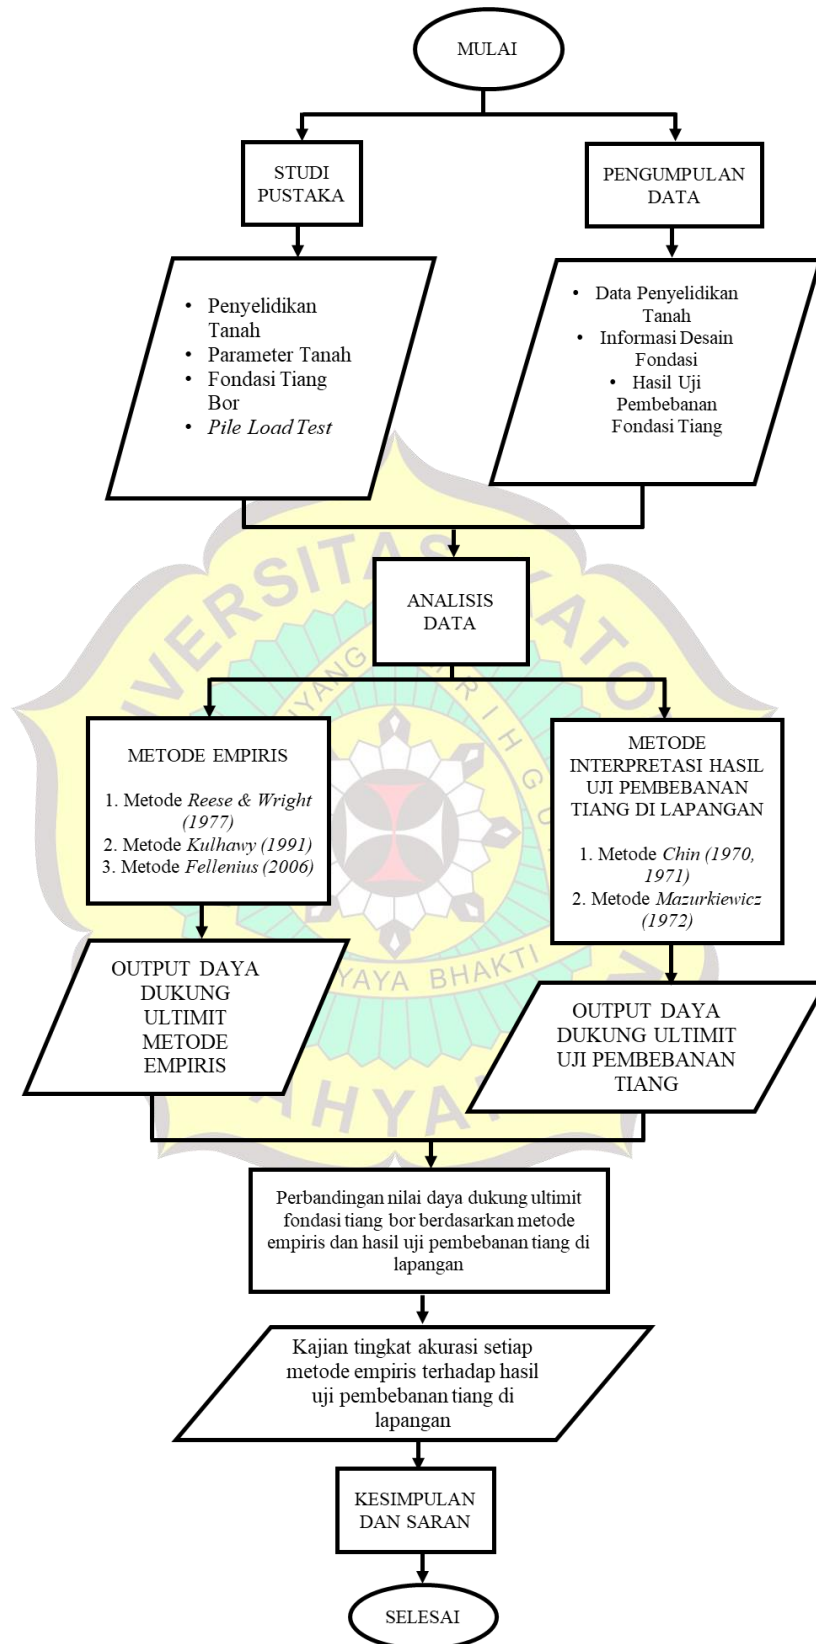 MULAI
STUDI
PUSTAKA
PENGUMPULAN
DATA
• Penyelidikan
Tanah
• Parameter Tanah
• Fondasi Tiang
Bor
• Pile Load Test
• Data Penyelidikan
Tanah
• Informasi Desain
Fondasi
• Hasil Uji
Pembebanan
Fondasi Tiang
ANALISIS
DATA
METODE EMPIRIS
1. Metode Reese & Wright
(1977)
2. Metode Kulhawy (1991)
3. Metode Fellenius (2006)
METODE
INTERPRETASI HASIL
UJI PEMBEBANAN
TIANG DI LAPANGAN
1. Metode Chin (1970,
1971)
2. Metode Mazurkiewicz
(1972)
OUTPUT DAYA
DUKUNG
ULTIMIT
METODE
EMPIRIS
OUTPUT DAYA
DUKUNG ULTIMIT
UJI PEMBEBANAN
TIANG
Perbandingan nilai daya dukung ultimit
fondasi tiang bor berdasarkan metode
empiris dan hasil uji pembebanan tiang di
lapangan
Kajian tingkat akurasi setiap
metode empiris terhadap hasil
uji pembebanan tiang di
lapangan
KESIMPULAN
DAN SARAN
SELESAI
BHAKTI